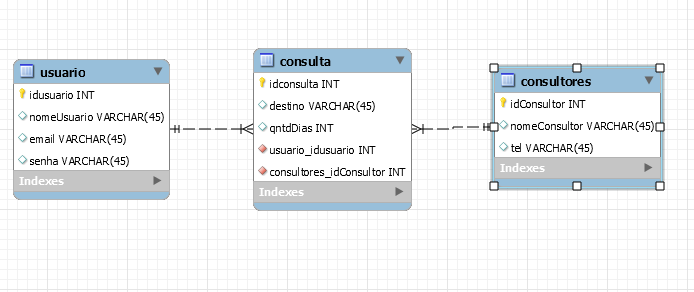 usuario
idusuario INT
nomeUsuario VARCHAR(45)
email VARCHAR(45)
senha VARCHAR(45)
Indexes
consulta
idconsulta INT
destino VARCHAR(45)
qntdDias INT
usuario_idusuario INT
consultores_idConsultor INT
Indexes
consultores
idConsultor INT
nomeConsultor VARCHAR(45)
tel VARCHAR(45)
Indexes